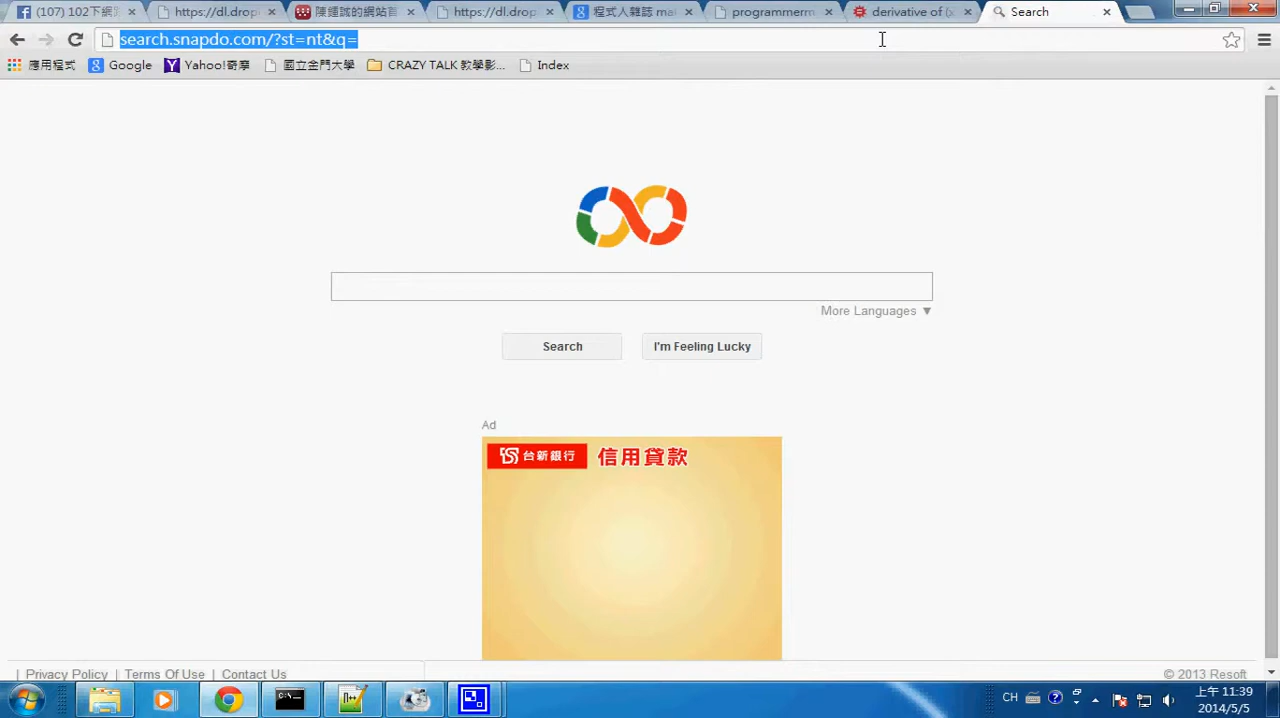 (107) 102下網
https://dl.dropb
陳鍾誠的網站
https://dl.drop
程式人雜誌 ma
programmerm
derivative of (x
Search
search.snapdo.com/?st=nt&q=
應用程式
Google
Yahoo!奇摩
國立金門大學
CRAZY TALK 教學影...
Index
More Languages ▼
Search
I'm Feeling Lucky
Ad
台新銀行 信用貸款
| Privacy Policy | Terms Of Use | Contact Us
© 2013 Resoft
CH
上午 11:39
2014/5/5